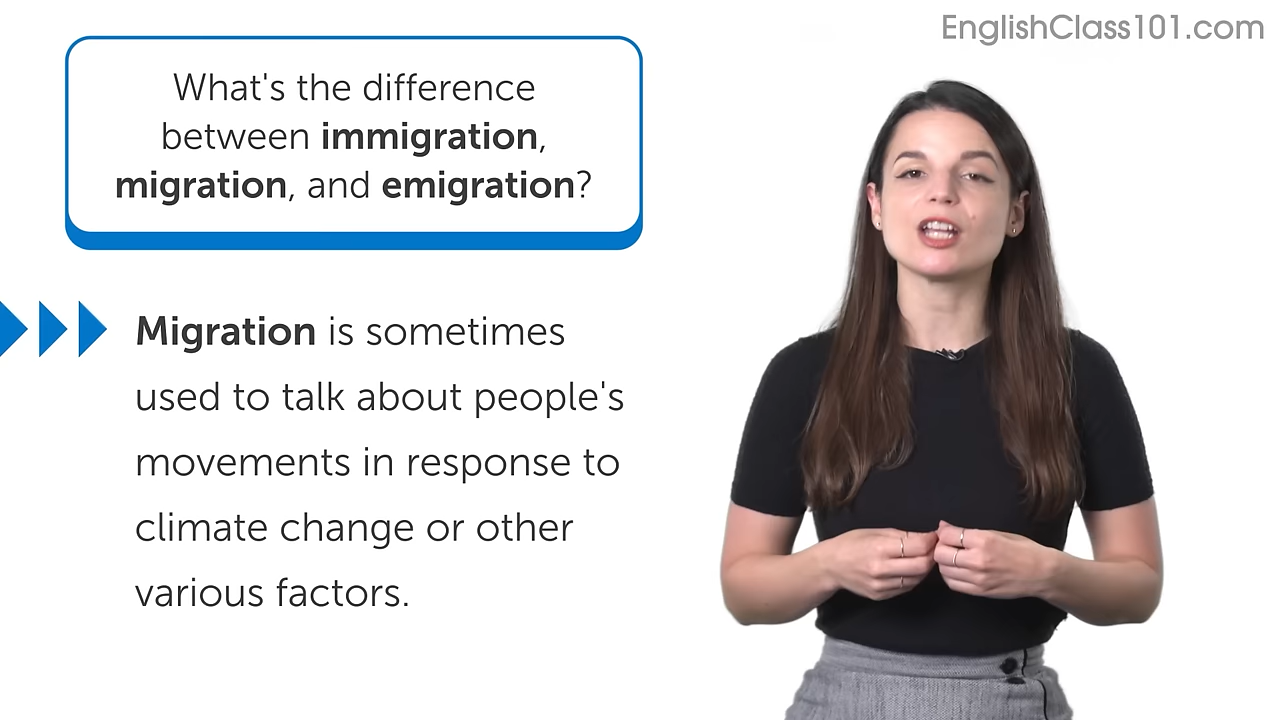 EnglishClass101.com
What's the difference
between immigration,
migration, and emigration?
Migration is sometimes
used to talk about people's
movements in response to
climate change or other
various factors.